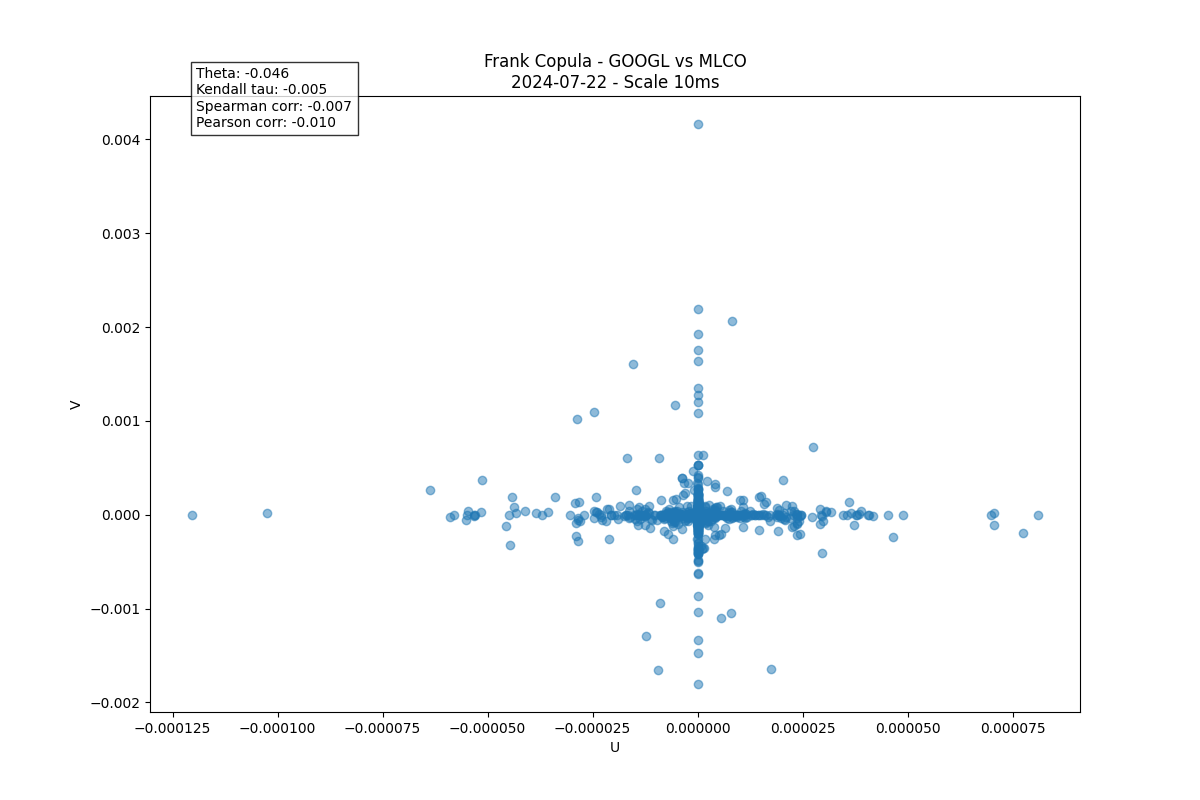 Frank Copula - GOOGL vs MLCO
2024-07-22 - Scale 10ms
Theta: -0.046
Kendall tau: -0.005
Spearman corr: -0.007
Pearson corr: -0.010
0.004
0.003
0.002
0.001
0.000
−0.001
−0.002
V
−0.000125 −0.000100 −0.000075 −0.000050 −0.000025 0.000000 0.000025 0.000050 0.000075
U